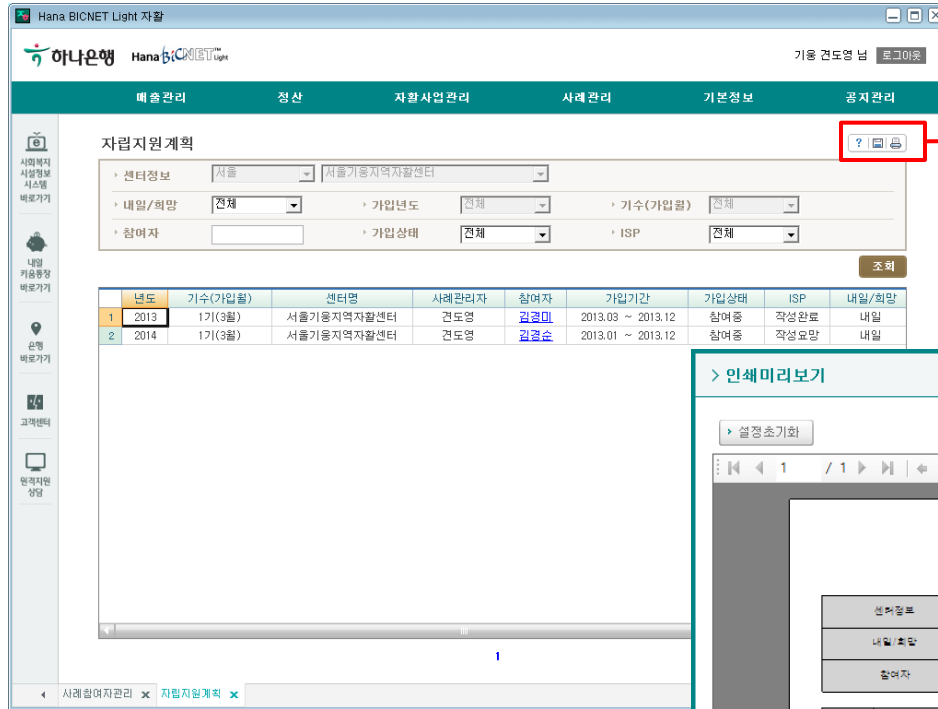 Hana BICNET Light 자활
하나은행 Hana BiCNET Light 기웅 견도영 님 로그아웃
매출관리 정산 자활사업관리 사례관리 기본정보 공지관리
사회복지
시설정보
시스템
바로가기
내일
키움통장
바로가기
은행
바로가기
고객센터
원격지원
상담
자립지원계획
?
센터정보 서울 서울기웅지역자활센터
내일/희망 전체 가입년도 전체 기수(가입월) 전체
참여자 가입상태 전체 ISP 전체
조회
년도 기수(가입월) 센터명 사례관리자 참여자 가입기간 가입상태 ISP 내일/희망
1 2013 1기(3월) 서울기웅지역자활센터 견도영 김경미 2013.03 ~ 2013.12 참여중 작성완료 내일
2 2014 1기(3월) 서울기웅지역자활센터 견도영 김경순 2013.01 ~ 2013.12 참여중 작성요망 내일
1
사례참여자관리 x 자립지원계획 x
> 인쇄미리보기
설정초기화
1 / 1
센터정보
내일/희망
참여자